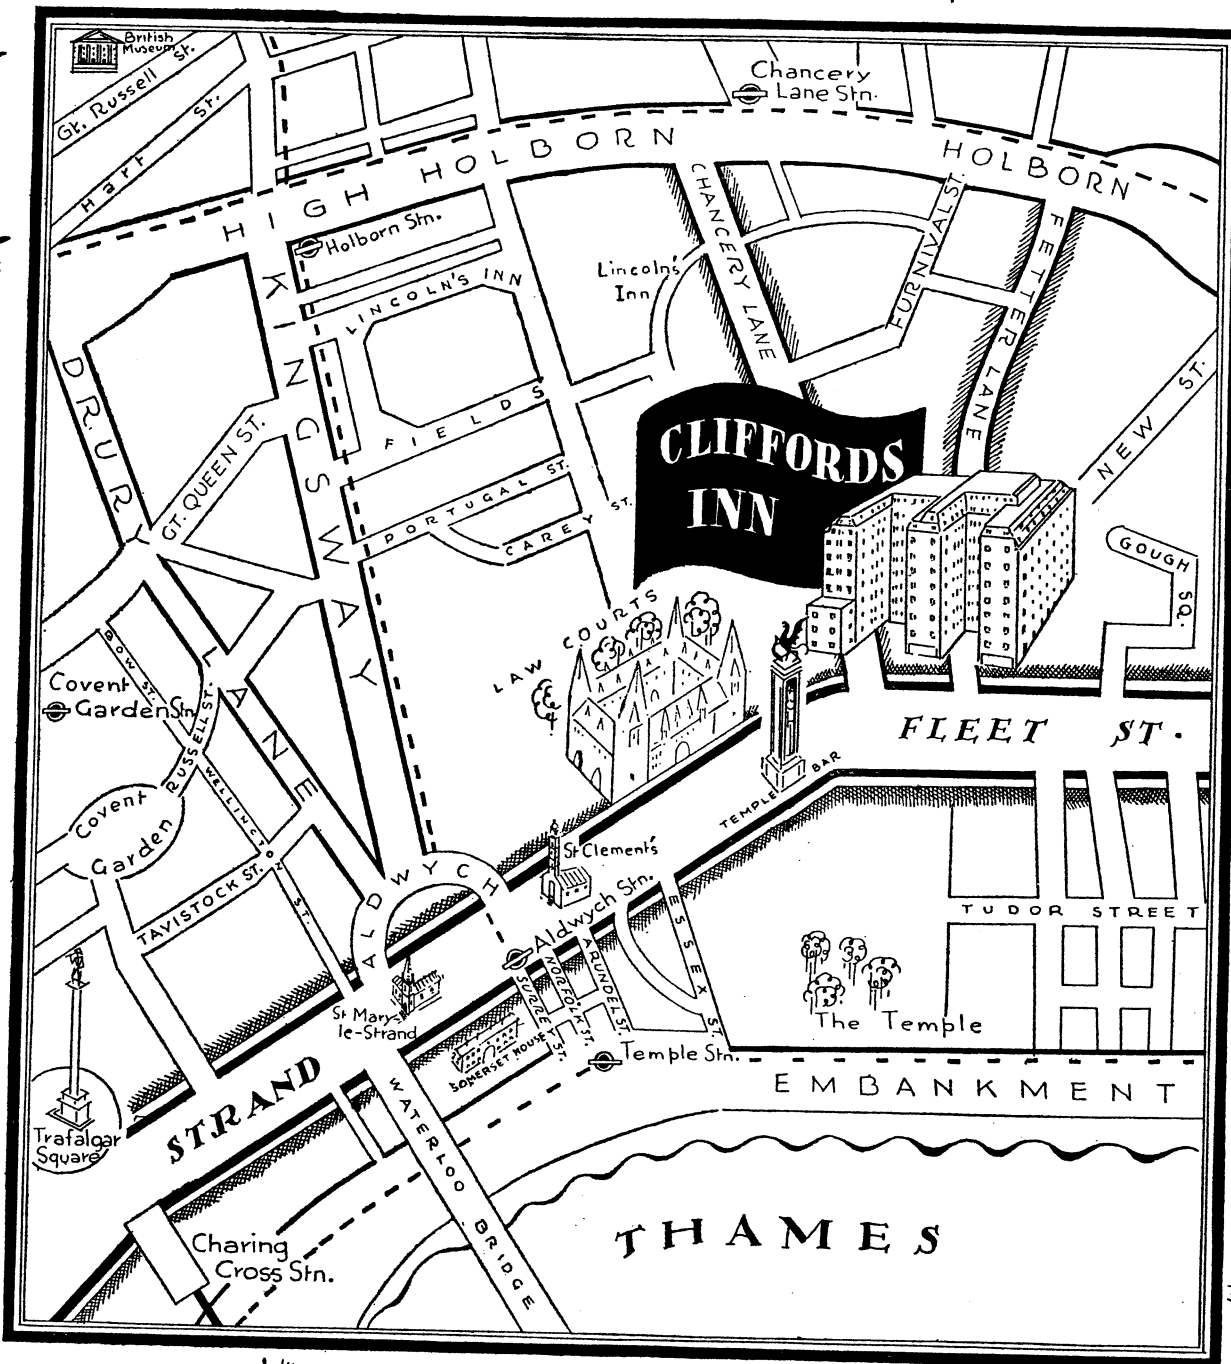 British
Museum
Gt. Russell St.
Hart St.
Chancery
Lane Stn.
HIGH HOLBORN
HOLBORN
Holborn Stn.
KINGSWAY
LINCOLN'S INN
FIELDS
Lincoln's
Inn
CHANCERY LANE
FURNIVAL ST.
FETTER LANE
NEW ST.
DRURY LANE
GT. QUEEN ST.
PORTUGAL ST.
CAREY ST.
CLIFFORDS
INN
GOUGH SQ.
LAW COURTS
BOW ST.
Covent
Garden Stn
RUSSELL ST.
WELLINGTON ST.
Covent
Garden
TAVISTOCK ST.
ALDWYCH
St Clement's
TEMPLE BAR
FLEET ST.
Aldwych Stn.
ESSEX ST.
ARUNDEL ST.
NORFOLK ST.
SURREY ST.
TUDOR STREET
The Temple
St Mary-
le-Strand
SOMERSET HOUSE
Temple Stn.
EMBANKMENT
STRAND
Trafalgar
Square
WATERLOO BRIDGE
THAMES
Charing
Cross Stn.